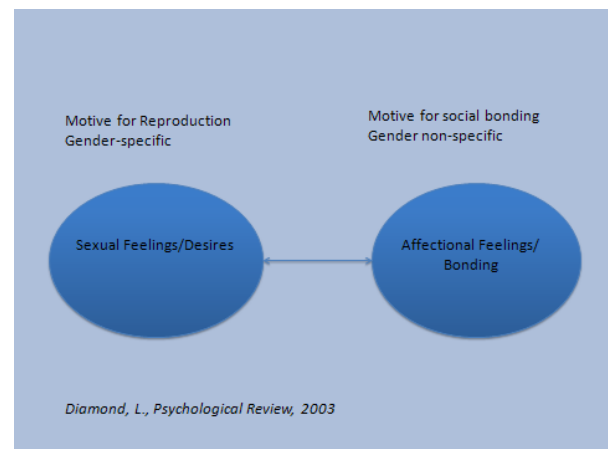 Motive for Reproduction
Gender-specific
Motive for social bonding
Gender non-specific
Sexual Feelings/Desires
Affectional Feelings/
Bonding
Diamond, L., Psychological Review, 2003